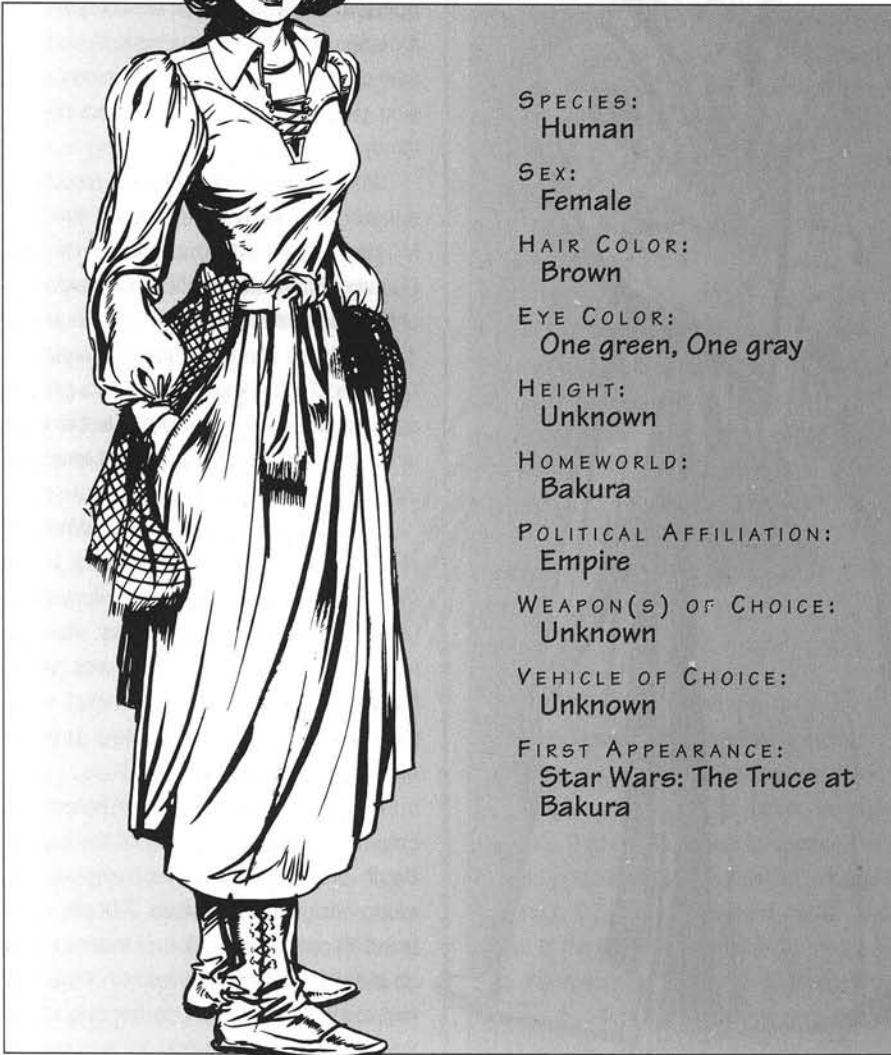 SPECIES:
Human
SEX:
Female
HAIR COLOR:
Brown
EYE COLOR:
One green, One gray
HEIGHT:
Unknown
HOMEWORLD:
Bakura
POLITICAL AFFILIATION:
Empire
WEAPON(S) OF CHOICE:
Unknown
VEHICLE OF CHOICE:
Unknown
FIRST APPEARANCE:
Star Wars: The Truce at
Bakura